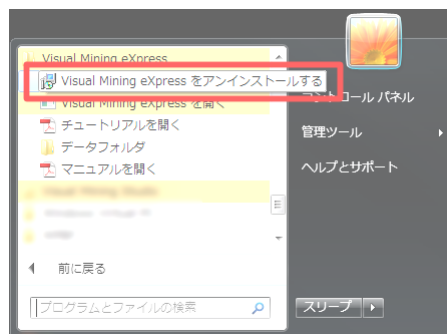 Visual Mining eXpress
Visual Mining eXpress をアンインストールする
Visual Mining eXpress を開く
チュートリアルを開く
データフォルダ
マニュアルを開く
前に戻る
プログラムとファイルの検索
コントロール パネル
管理ツール
ヘルプとサポート
スリープ